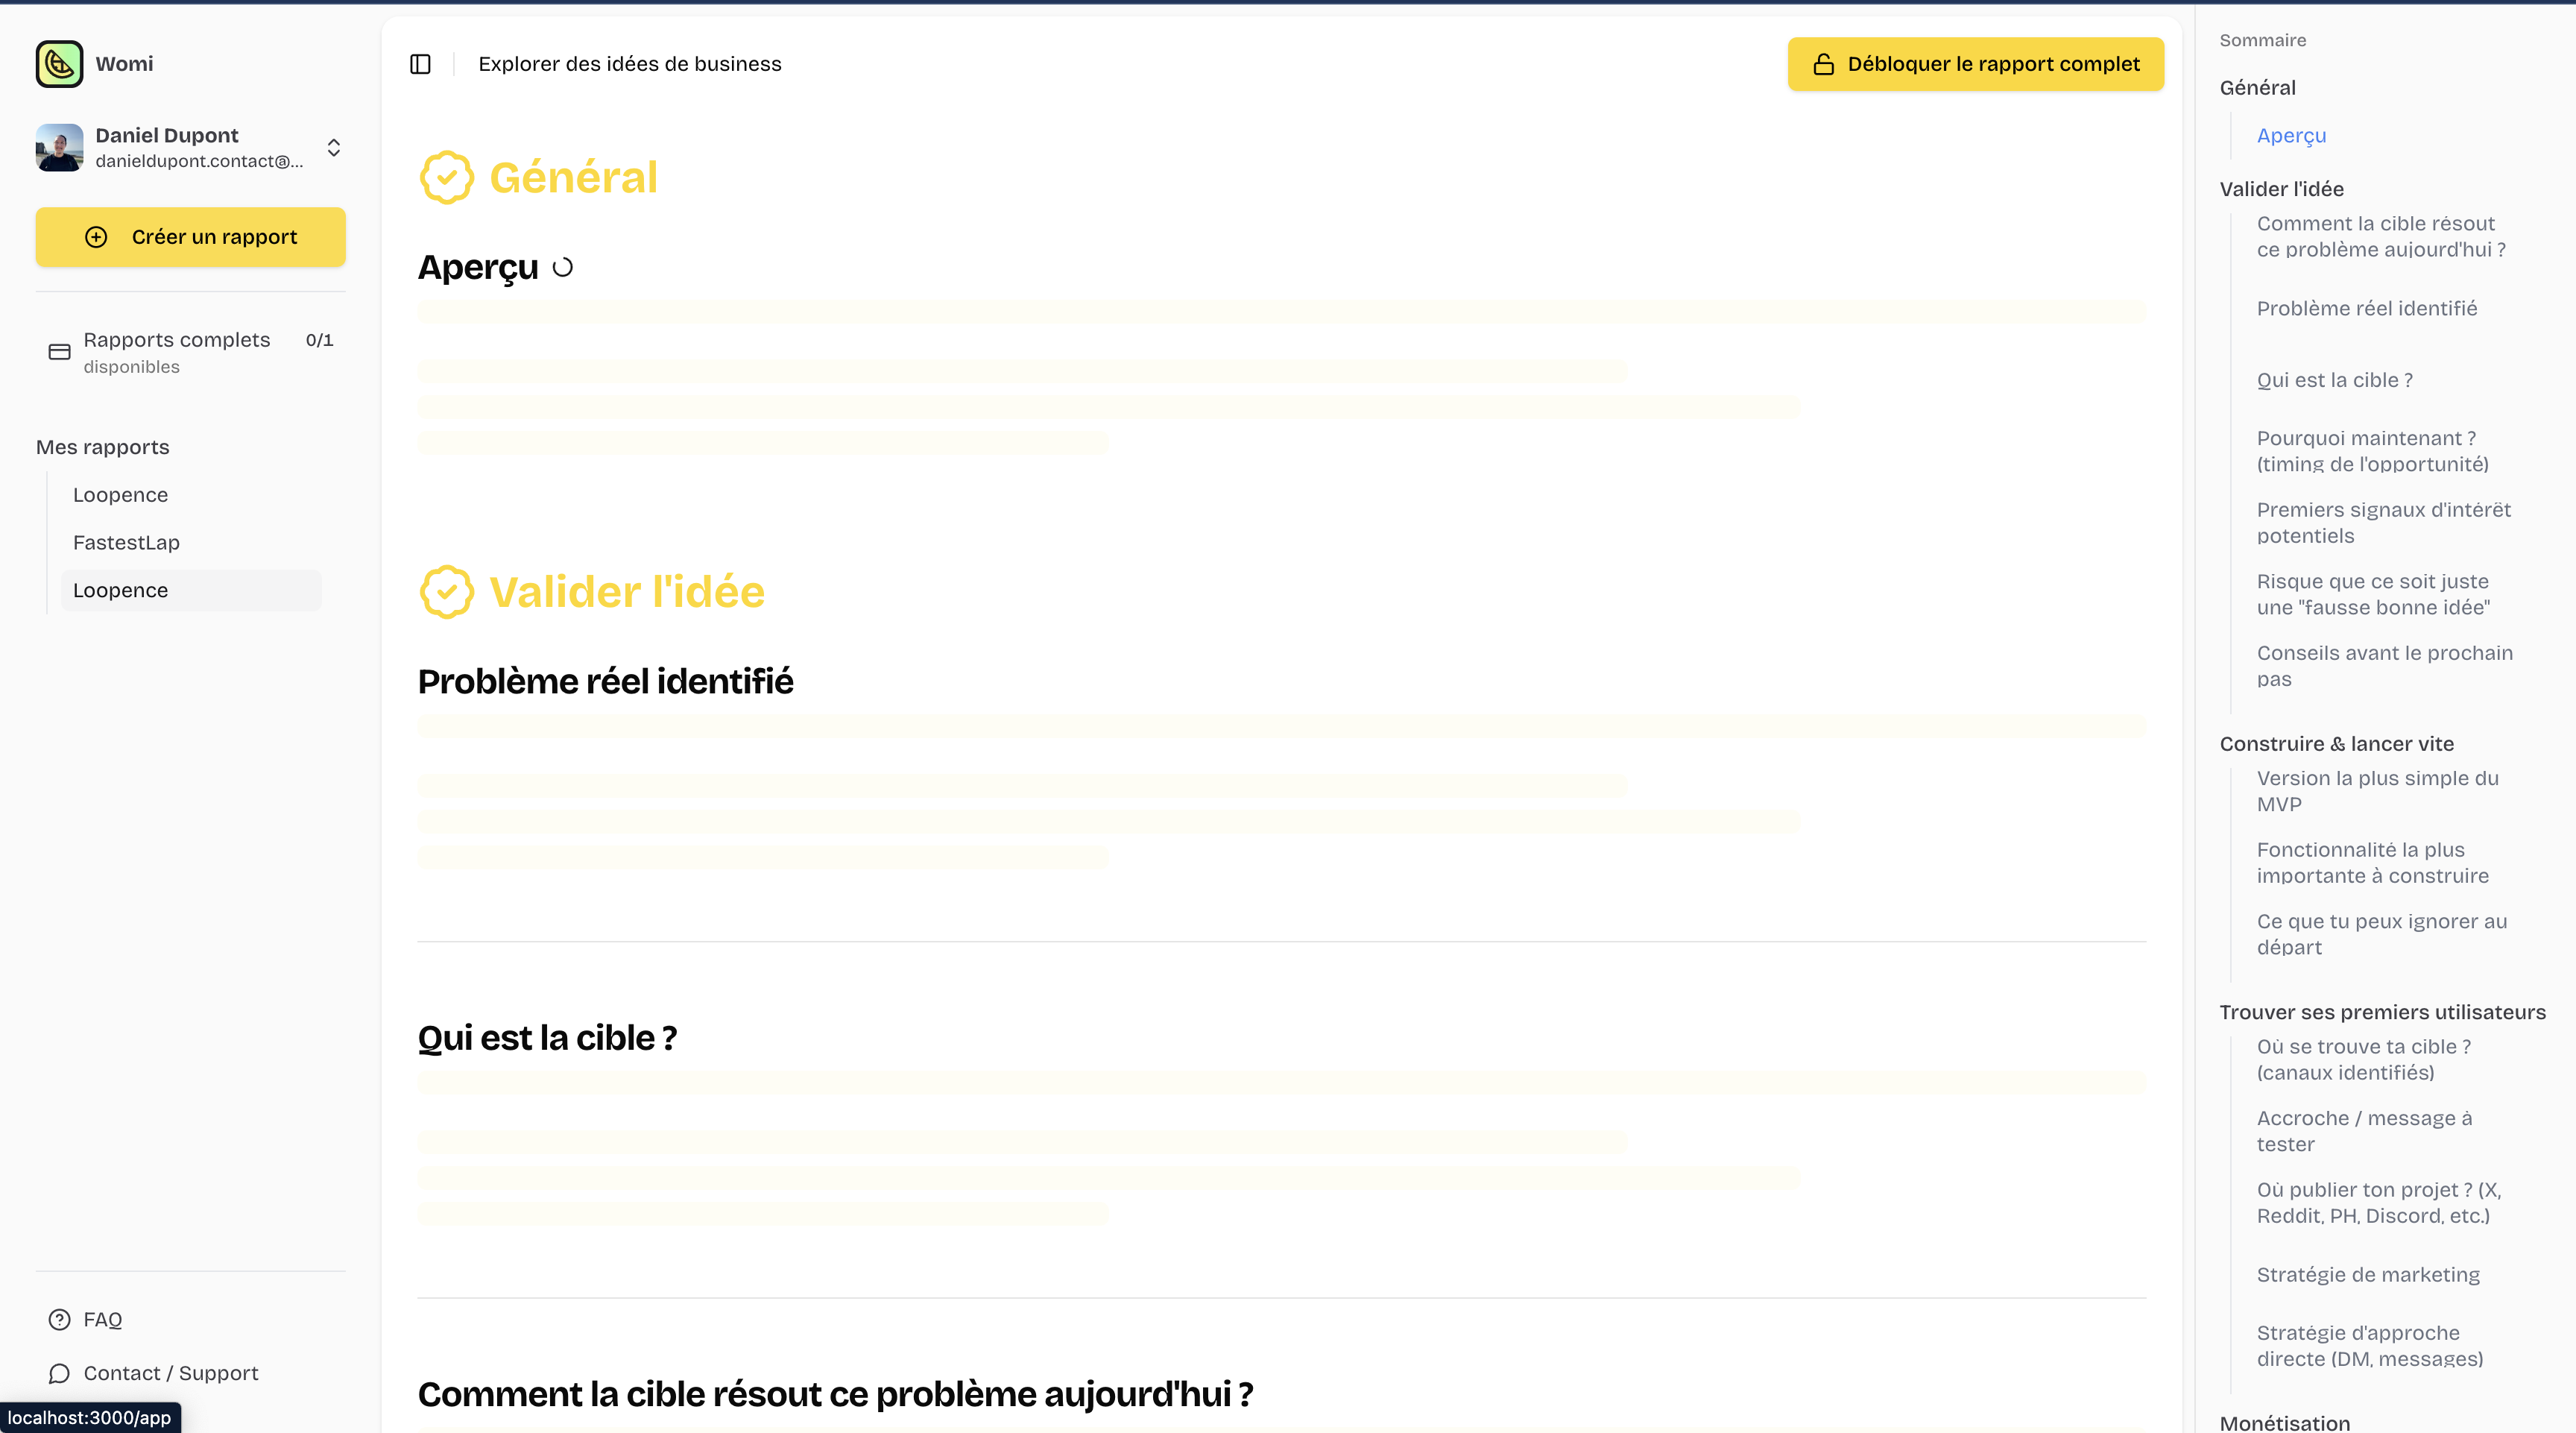 Womi
Daniel Dupont
danieldupont.contact@...
Créer un rapport
Rapports complets 0/1
disponibles
Mes rapports
Loopence
FastestLap
Loopence
FAQ
Contact / Support
localhost:3000/app
Explorer des idées de business
Débloquer le rapport complet
Général
Aperçu
Valider l'idée
Problème réel identifié
Qui est la cible ?
Comment la cible résout ce problème aujourd'hui ?
Sommaire
Général
Aperçu
Valider l'idée
Comment la cible résout
ce problème aujourd'hui ?
Problème réel identifié
Qui est la cible ?
Pourquoi maintenant ?
(timing de l'opportunité)
Premiers signaux d'intérêt
potentiels
Risque que ce soit juste
une "fausse bonne idée"
Conseils avant le prochain
pas
Construire & lancer vite
Version la plus simple du
MVP
Fonctionnalité la plus
importante à construire
Ce que tu peux ignorer au
départ
Trouver ses premiers utilisateurs
Où se trouve ta cible ?
(canaux identifiés)
Accroche / message à
tester
Où publier ton projet ? (X,
Reddit, PH, Discord, etc.)
Stratégie de marketing
Stratégie d'approche
directe (DM, messages)
Monétisation